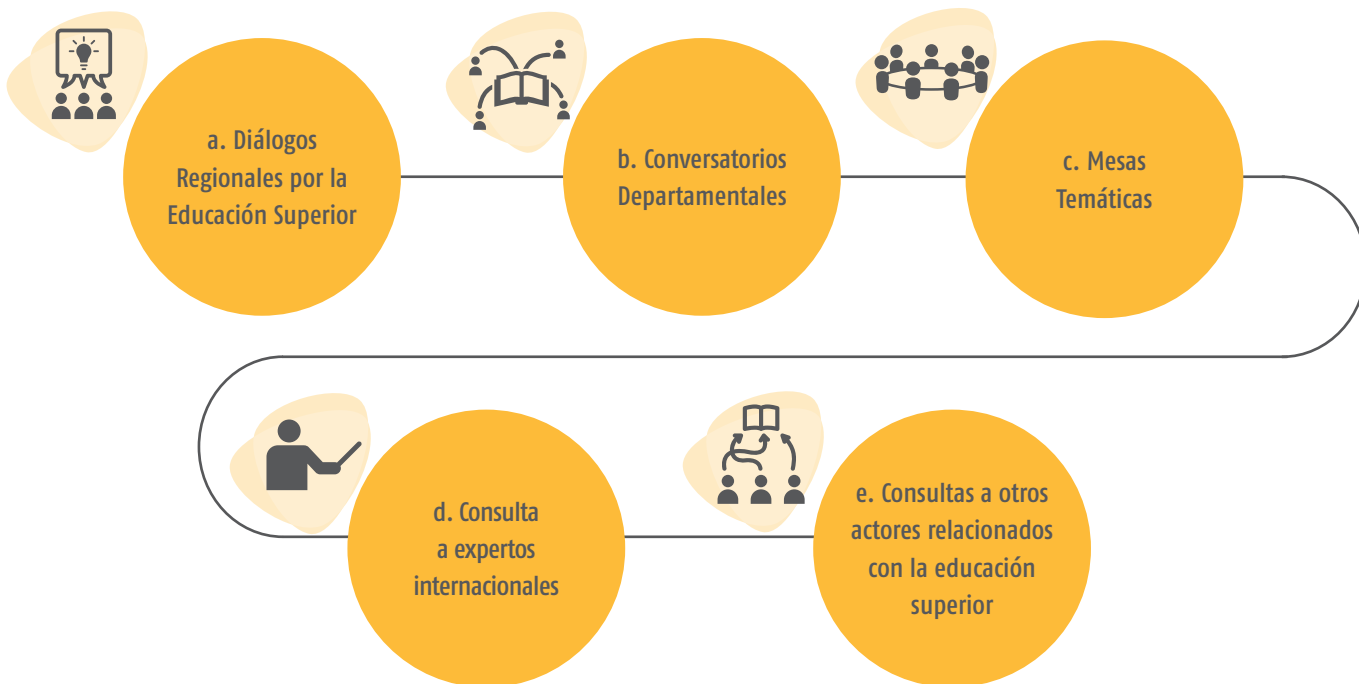 a. Diálogos
Regionales por la
Educación Superior
b. Conversatorios
Departamentales
c. Mesas
Temáticas
d. Consulta
a expertos
internacionales
e. Consultas a otros
actores relacionados
con la educación
superior